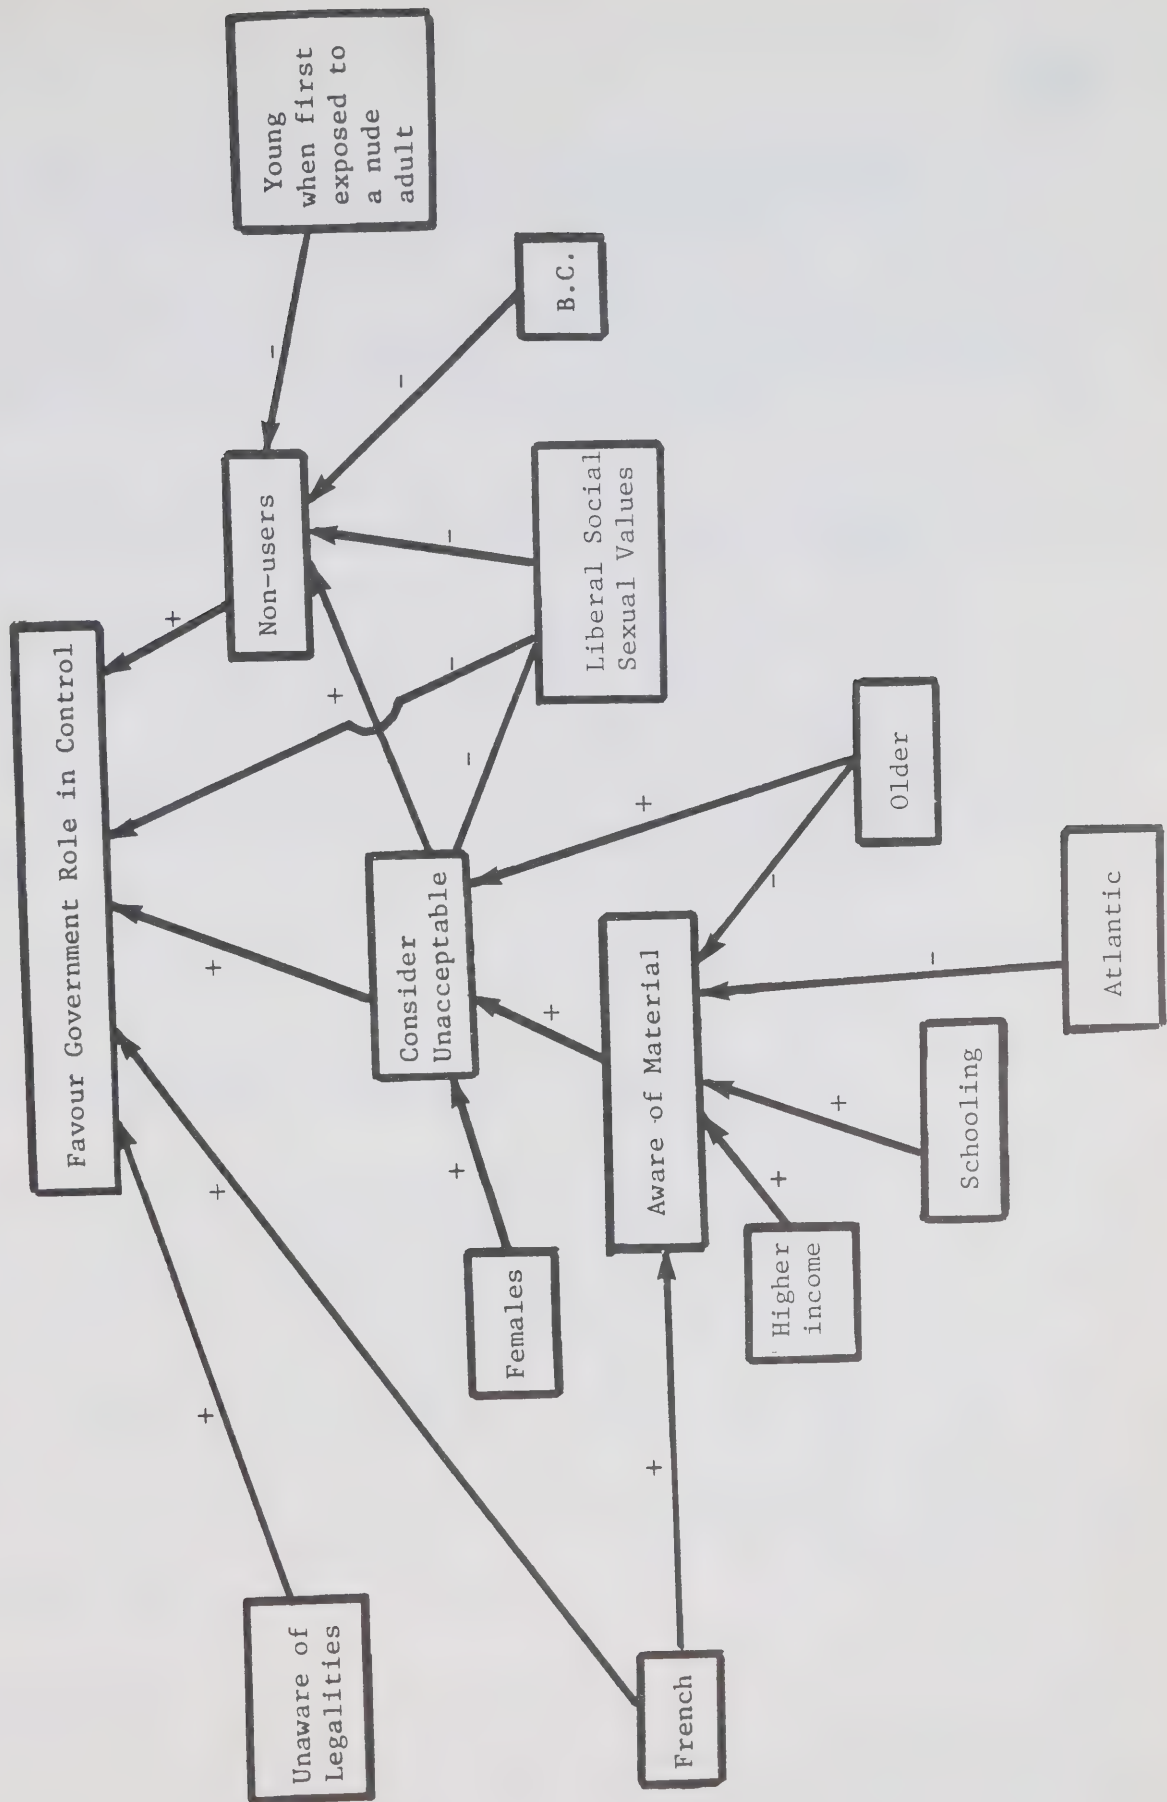 Favour Government Role in Control
Unaware of
Legalities
+
+
+
-
+
Non-users
Young
when first
exposed to
a nude
adult
-
-
-
+
-
Consider
Unacceptable
Females
+
+
+
Liberal Social
Sexual Values
B.C.
French
+
Aware of Material
-
Older
Higher
income
+
+
-
Schooling
Atlantic